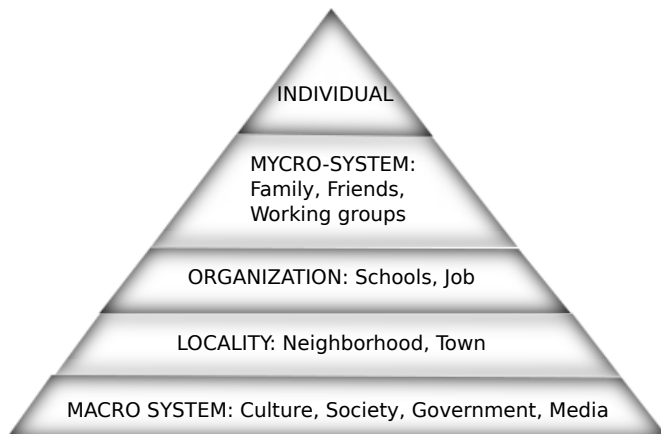 INDIVIDUAL
MYCRO-SYSTEM:
Family, Friends,
Working groups
ORGANIZATION: Schools, Job
LOCALITY: Neighborhood, Town
MACRO SYSTEM: Culture, Society, Government, Media